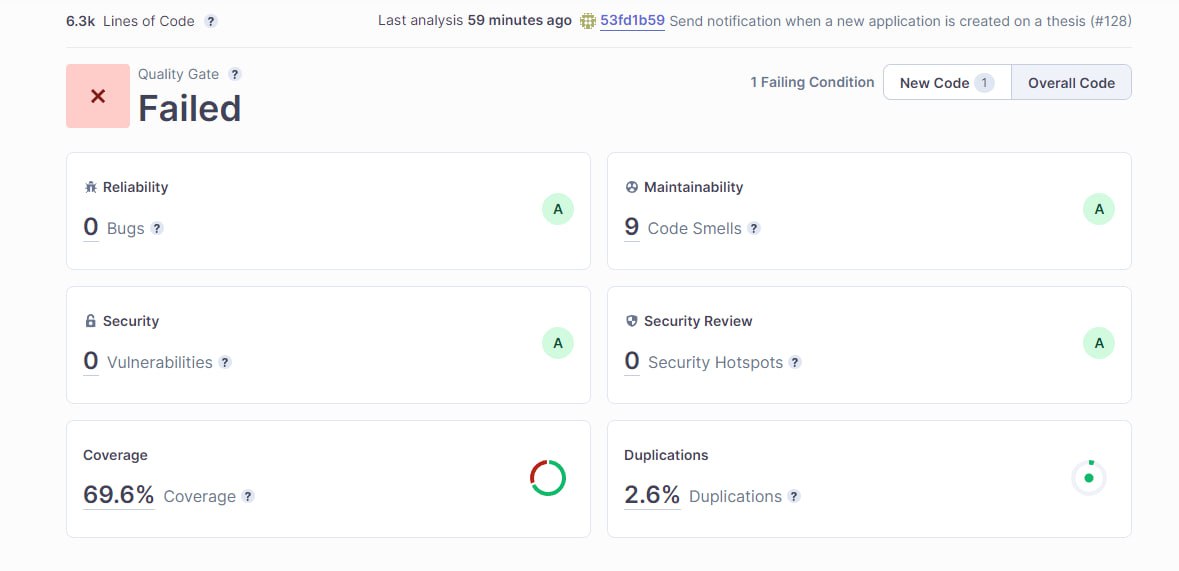 6.3k Lines of Code ? Last analysis 59 minutes ago 53fd1b59 Send notification when a new application is created on a thesis (#128)
Quality Gate ?
Failed
1 Failing Condition New Code 1 Overall Code
Reliability
0 Bugs ?
A
Maintainability
9 Code Smells ?
A
Security
0 Vulnerabilities ?
A
Security Review
0 Security Hotspots ?
A
Coverage
69.6% Coverage ?
Duplications
2.6% Duplications ?